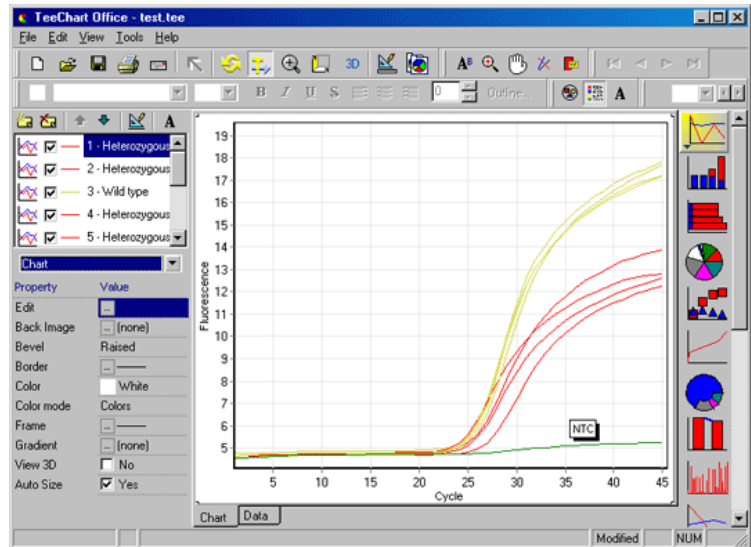 TeeChart Office - test.tee
File Edit View Tools Help
3D A B
B I U S 0 Outline...
A
A
1 - Heterozygous
2 - Heterozygous
3 - Wild type
4 - Heterozygous
5 - Heterozygous
Chart
Property Value
Edit ...
Back Image ... (none)
Bevel Raised
Border ...
Color White
Color mode Colors
Frame ...
Gradient ... (none)
View 3D No
Auto Size Yes
19
18
17
16
15
14
13
12
11
10
9
8
7
6
5
Fluorescence
NTC
5 10 15 20 25 30 35 40 45
Cycle
Chart Data
Modified NUM